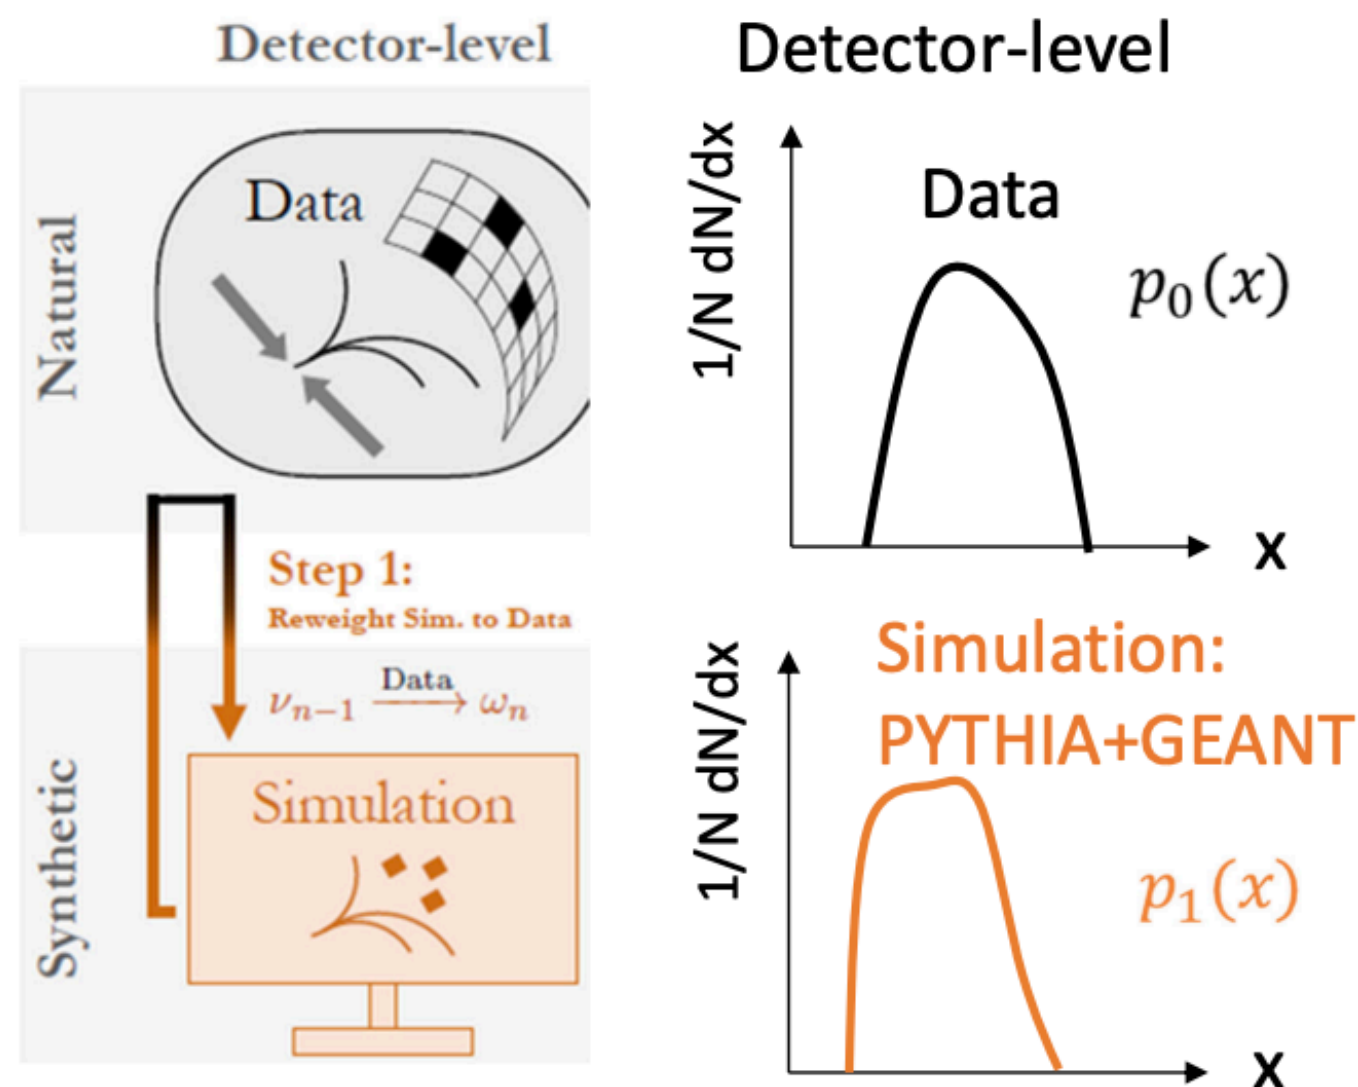 Detector-level
Natural
Data
Step 1:
Reweight Sim. to Data
Synthetic
Data
νₙ₋₁ ⟶ ωₙ
Simulation
Detector-level
1/N dN/dx
Data
p₀(x)
x
Simulation:
PYTHIA+GEANT
1/N dN/dx
p₁(x)
x